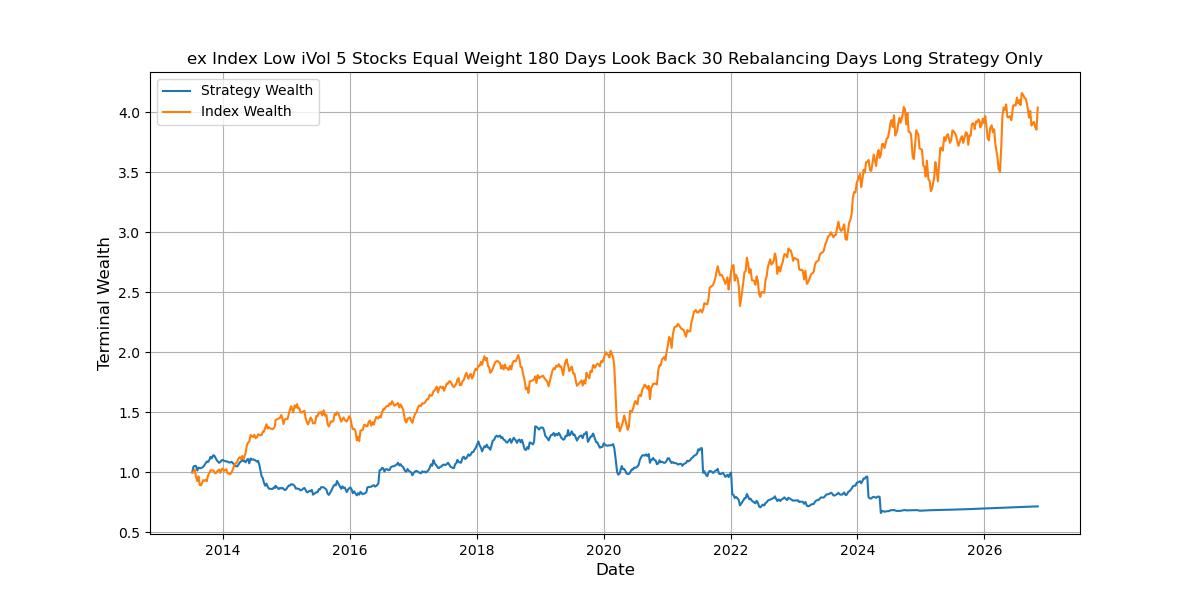 ex Index Low iVol 5 Stocks Equal Weight 180 Days Look Back 30 Rebalancing Days Long Strategy Only
Strategy Wealth
Index Wealth
Terminal Wealth
4.0
3.5
3.0
2.5
2.0
1.5
1.0
0.5
2014 2016 2018 2020 2022 2024 2026
Date